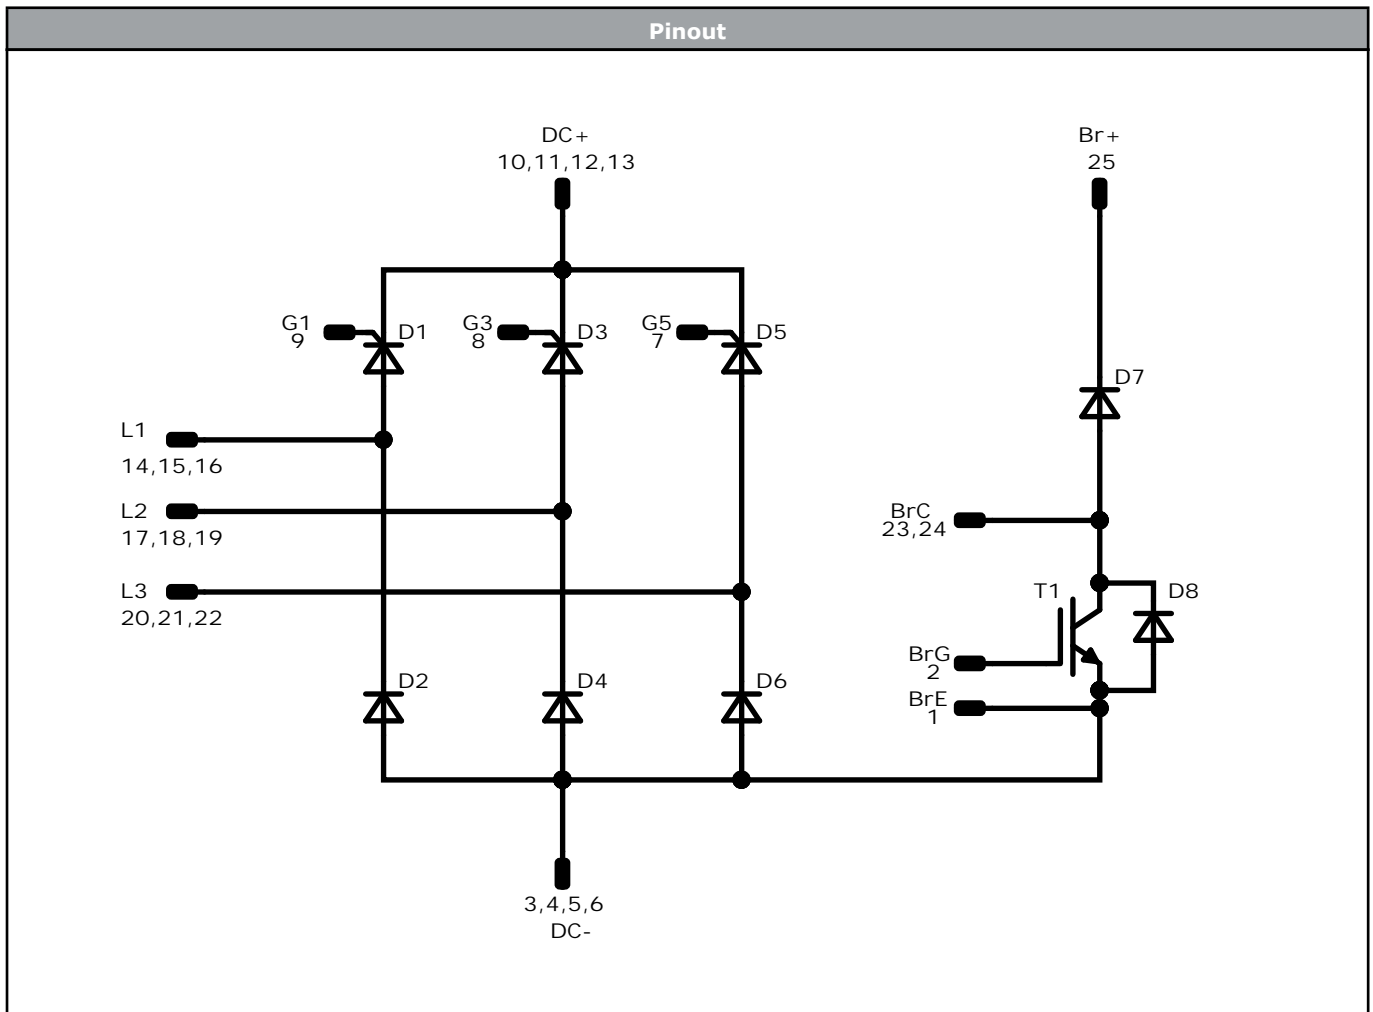 Pinout
DC+
10,11,12,13
Br+
25
G1
9
D1
G3
8
D3
G5
7
D5
D7
L1
14,15,16
L2
17,18,19
BrC
23,24
L3
20,21,22
T1
D8
BrG
2
D2
D4
D6
BrE
1
3,4,5,6
DC-